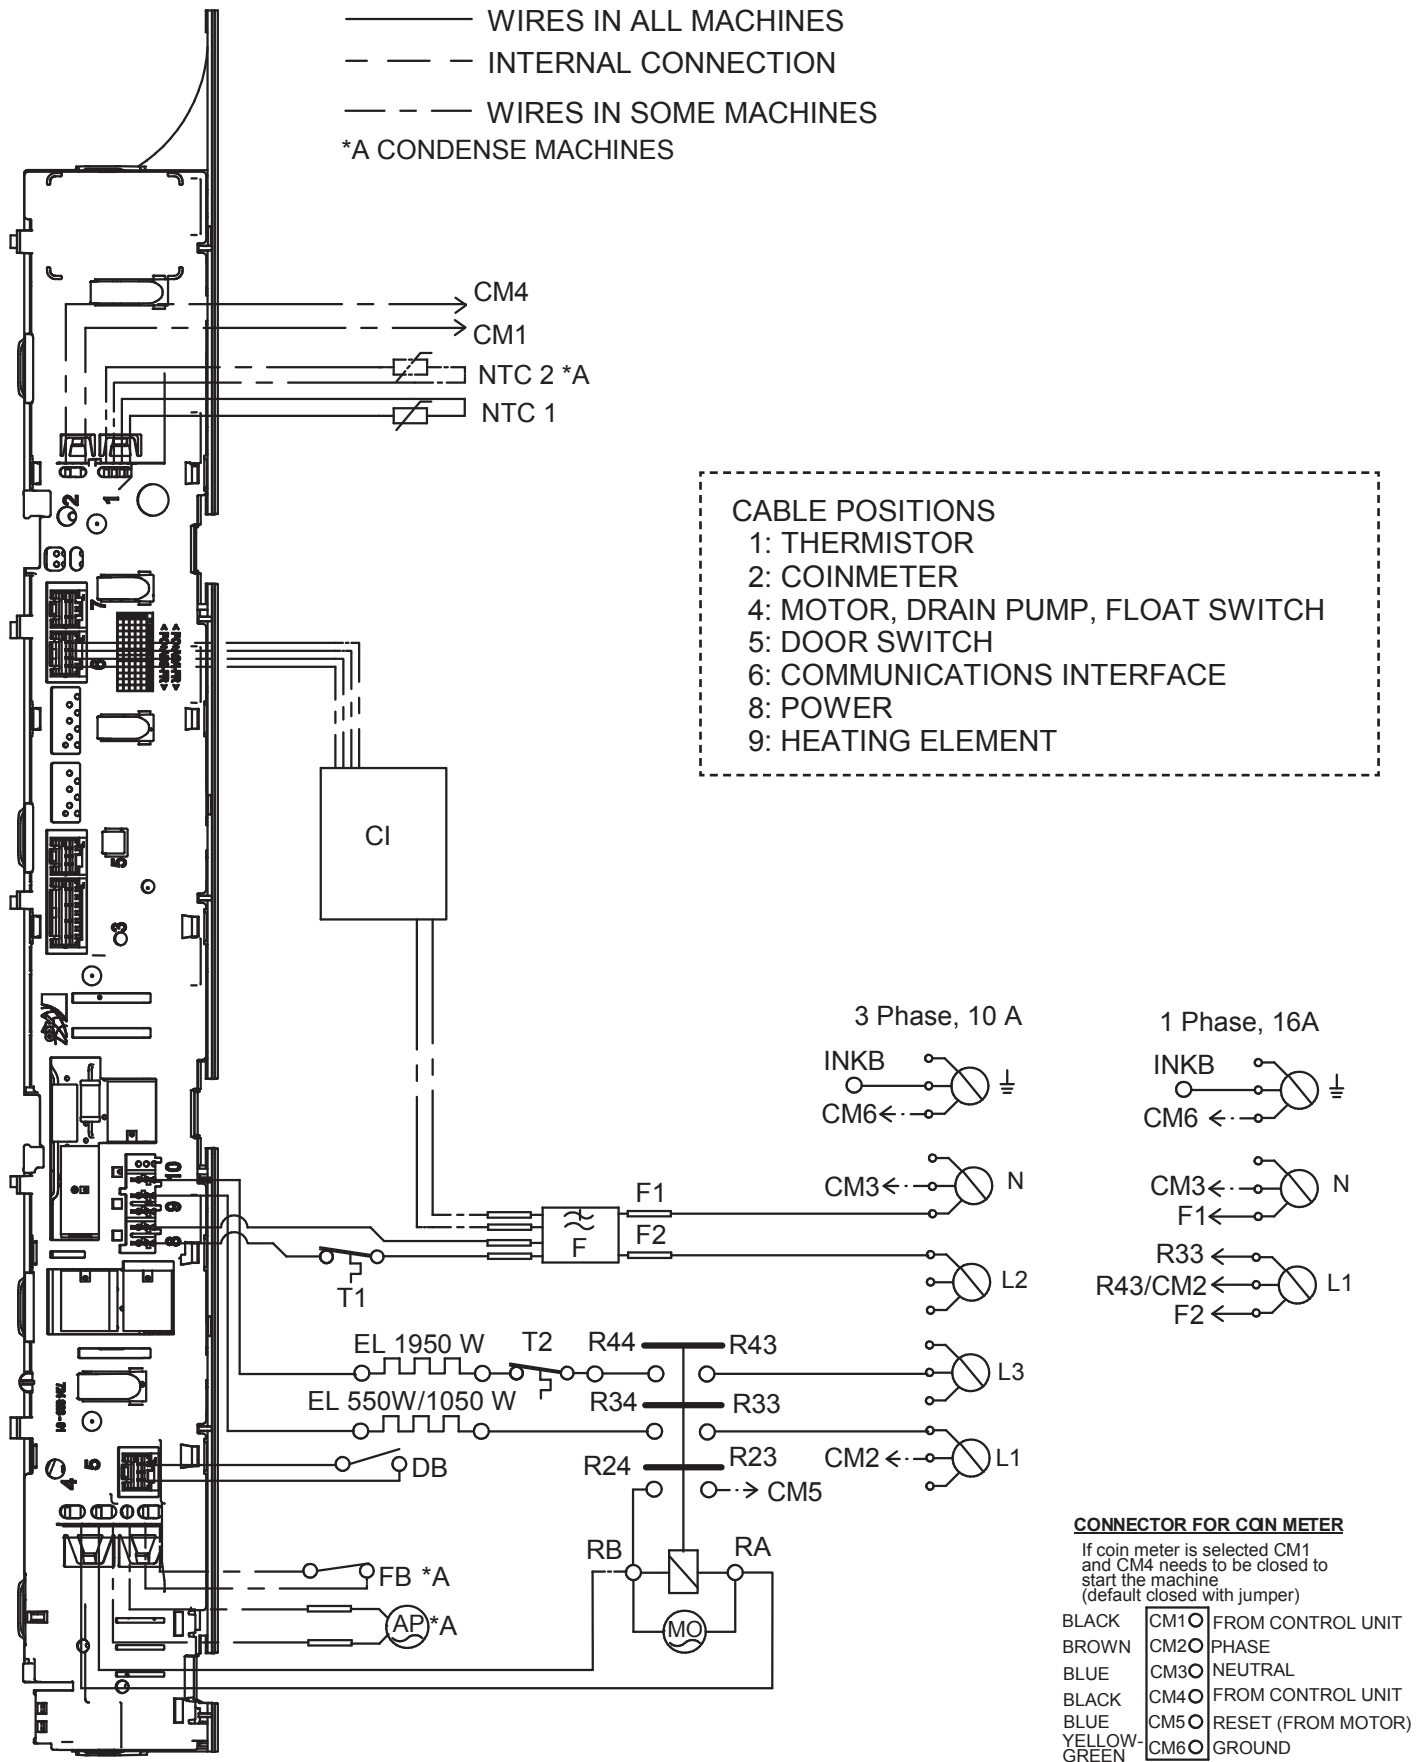 WIRES IN ALL MACHINES
INTERNAL CONNECTION
WIRES IN SOME MACHINES
*A CONDENSE MACHINES
CM4
CM1
NTC 2 *A
NTC 1
2
1
7
6
CABLE POSITIONS
1: THERMISTOR
2: COINMETER
4: MOTOR, DRAIN PUMP, FLOAT SWITCH
5: DOOR SWITCH
6: COMMUNICATIONS INTERFACE
8: POWER
9: HEATING ELEMENT
CI
5
3
3 Phase, 10 A
1 Phase, 16A
INKB
CM6
INKB
CM6
10
9
8
F1
F2
F
T1
CM3
N
L2
CM3
F1
N
R33
R43/CM2
F2
L1
EL 1950 W
T2
R44
R43
L3
EL 550W/1050 W
R34
R33
CM2
L1
R24
R23
CM5
DB
4
5
RB
RA
FB *A
AP *A
MO
CONNECTOR FOR COIN METER
If coin meter is selected CM1
and CM4 needs to be closed to
start the machine
(default closed with jumper)
BLACK CM1 FROM CONTROL UNIT
BROWN CM2 PHASE
BLUE CM3 NEUTRAL
BLACK CM4 FROM CONTROL UNIT
BLUE CM5 RESET (FROM MOTOR)
YELLOW-
GREEN CM6 GROUND